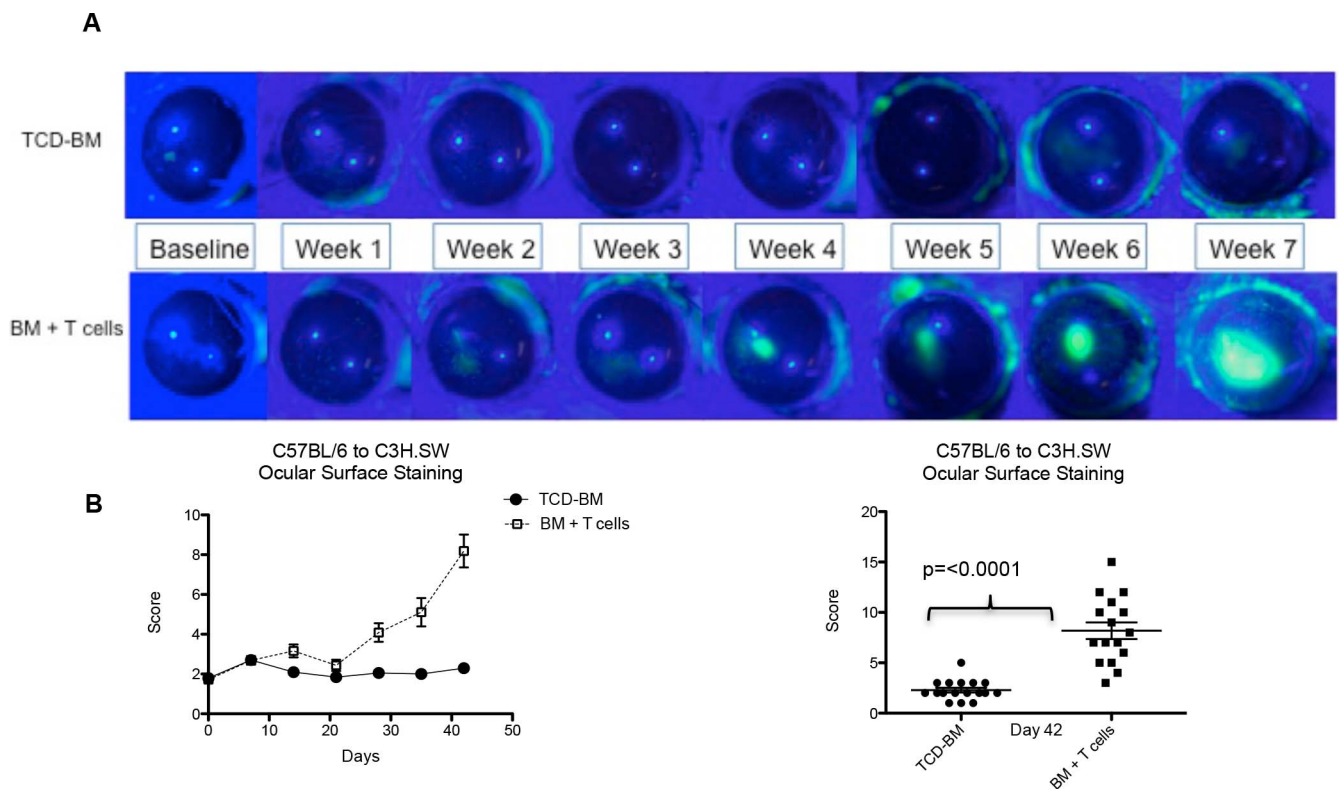 A
TCD-BM
Baseline
Week 1
Week 2
Week 3
Week 4
Week 5
Week 6
Week 7
BM + T cells
B
C57BL/6 to C3H.SW
Ocular Surface Staining
TCD-BM
BM + T cells
10
8
6
4
2
0
Score
0
10
20
30
40
50
Days
C57BL/6 to C3H.SW
Ocular Surface Staining
20
15
10
5
0
Score
p=<0.0001
TCD-BM
Day 42
BM + T cells